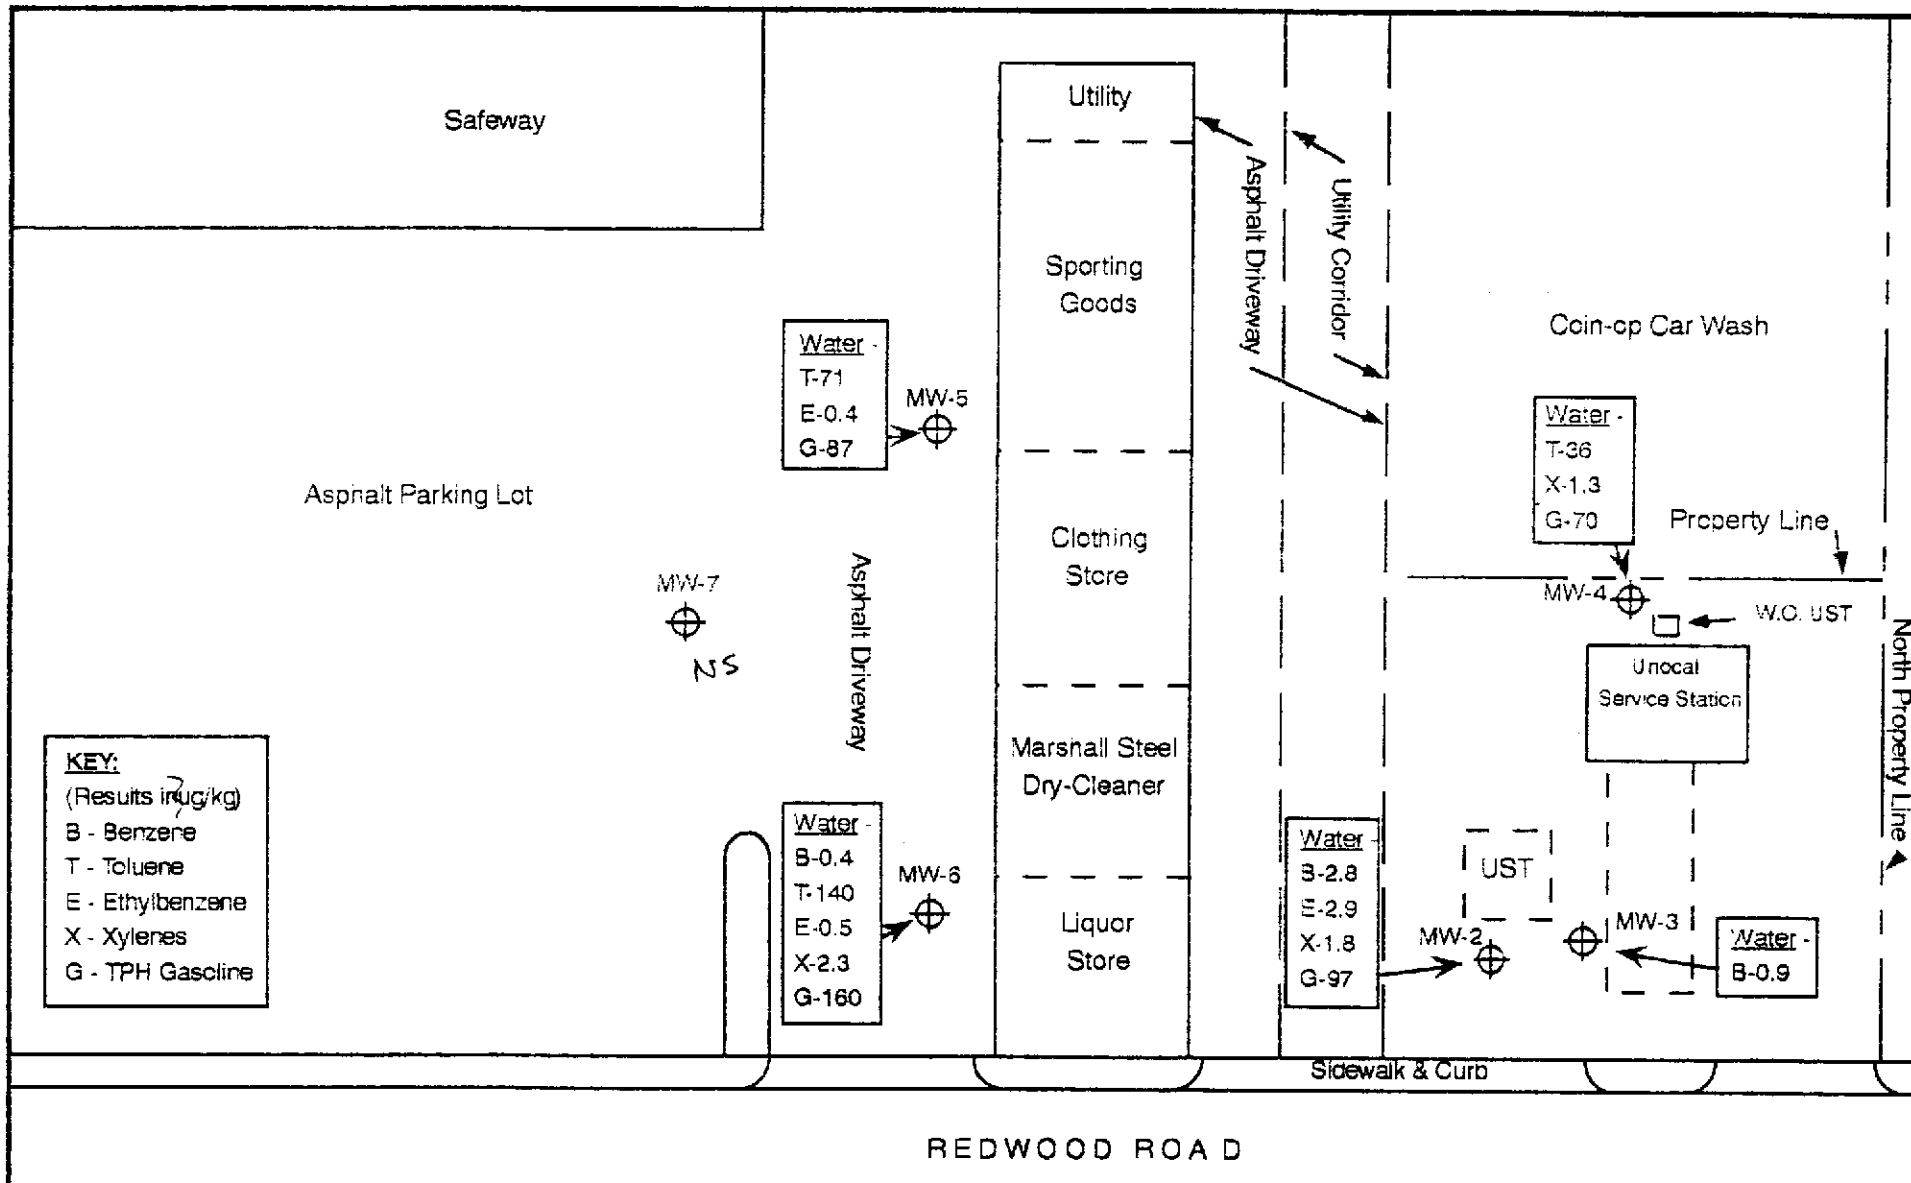 Safeway
Utility
Sporting
Goods
Clothing
Store
Marshall Steel
Dry-Cleaner
Liquor
Store
Asphalt Driveway
Utility Corridor
Coin-op Car Wash
Water -
T-71
E-0.4
G-87
MW-5
Asphalt Parking Lot
MW-7
NS
Asphalt Driveway
Water -
T-36
X-1.3
G-70
Property Line
MW-4
W.O. UST
Unocal
Service Station
North Property Line
KEY:
(Results in ug/kg)
?
B - Benzene
T - Toluene
E - Ethylbenzene
X - Xylenes
G - TPH Gasoline
Water -
B-0.4
T-140
E-0.5
X-2.3
G-160
MW-6
Water -
B-2.8
E-2.9
X-1.8
G-97
UST
MW-2
MW-3
Water -
B-0.9
Sidewalk & Curb
REDWOOD ROAD